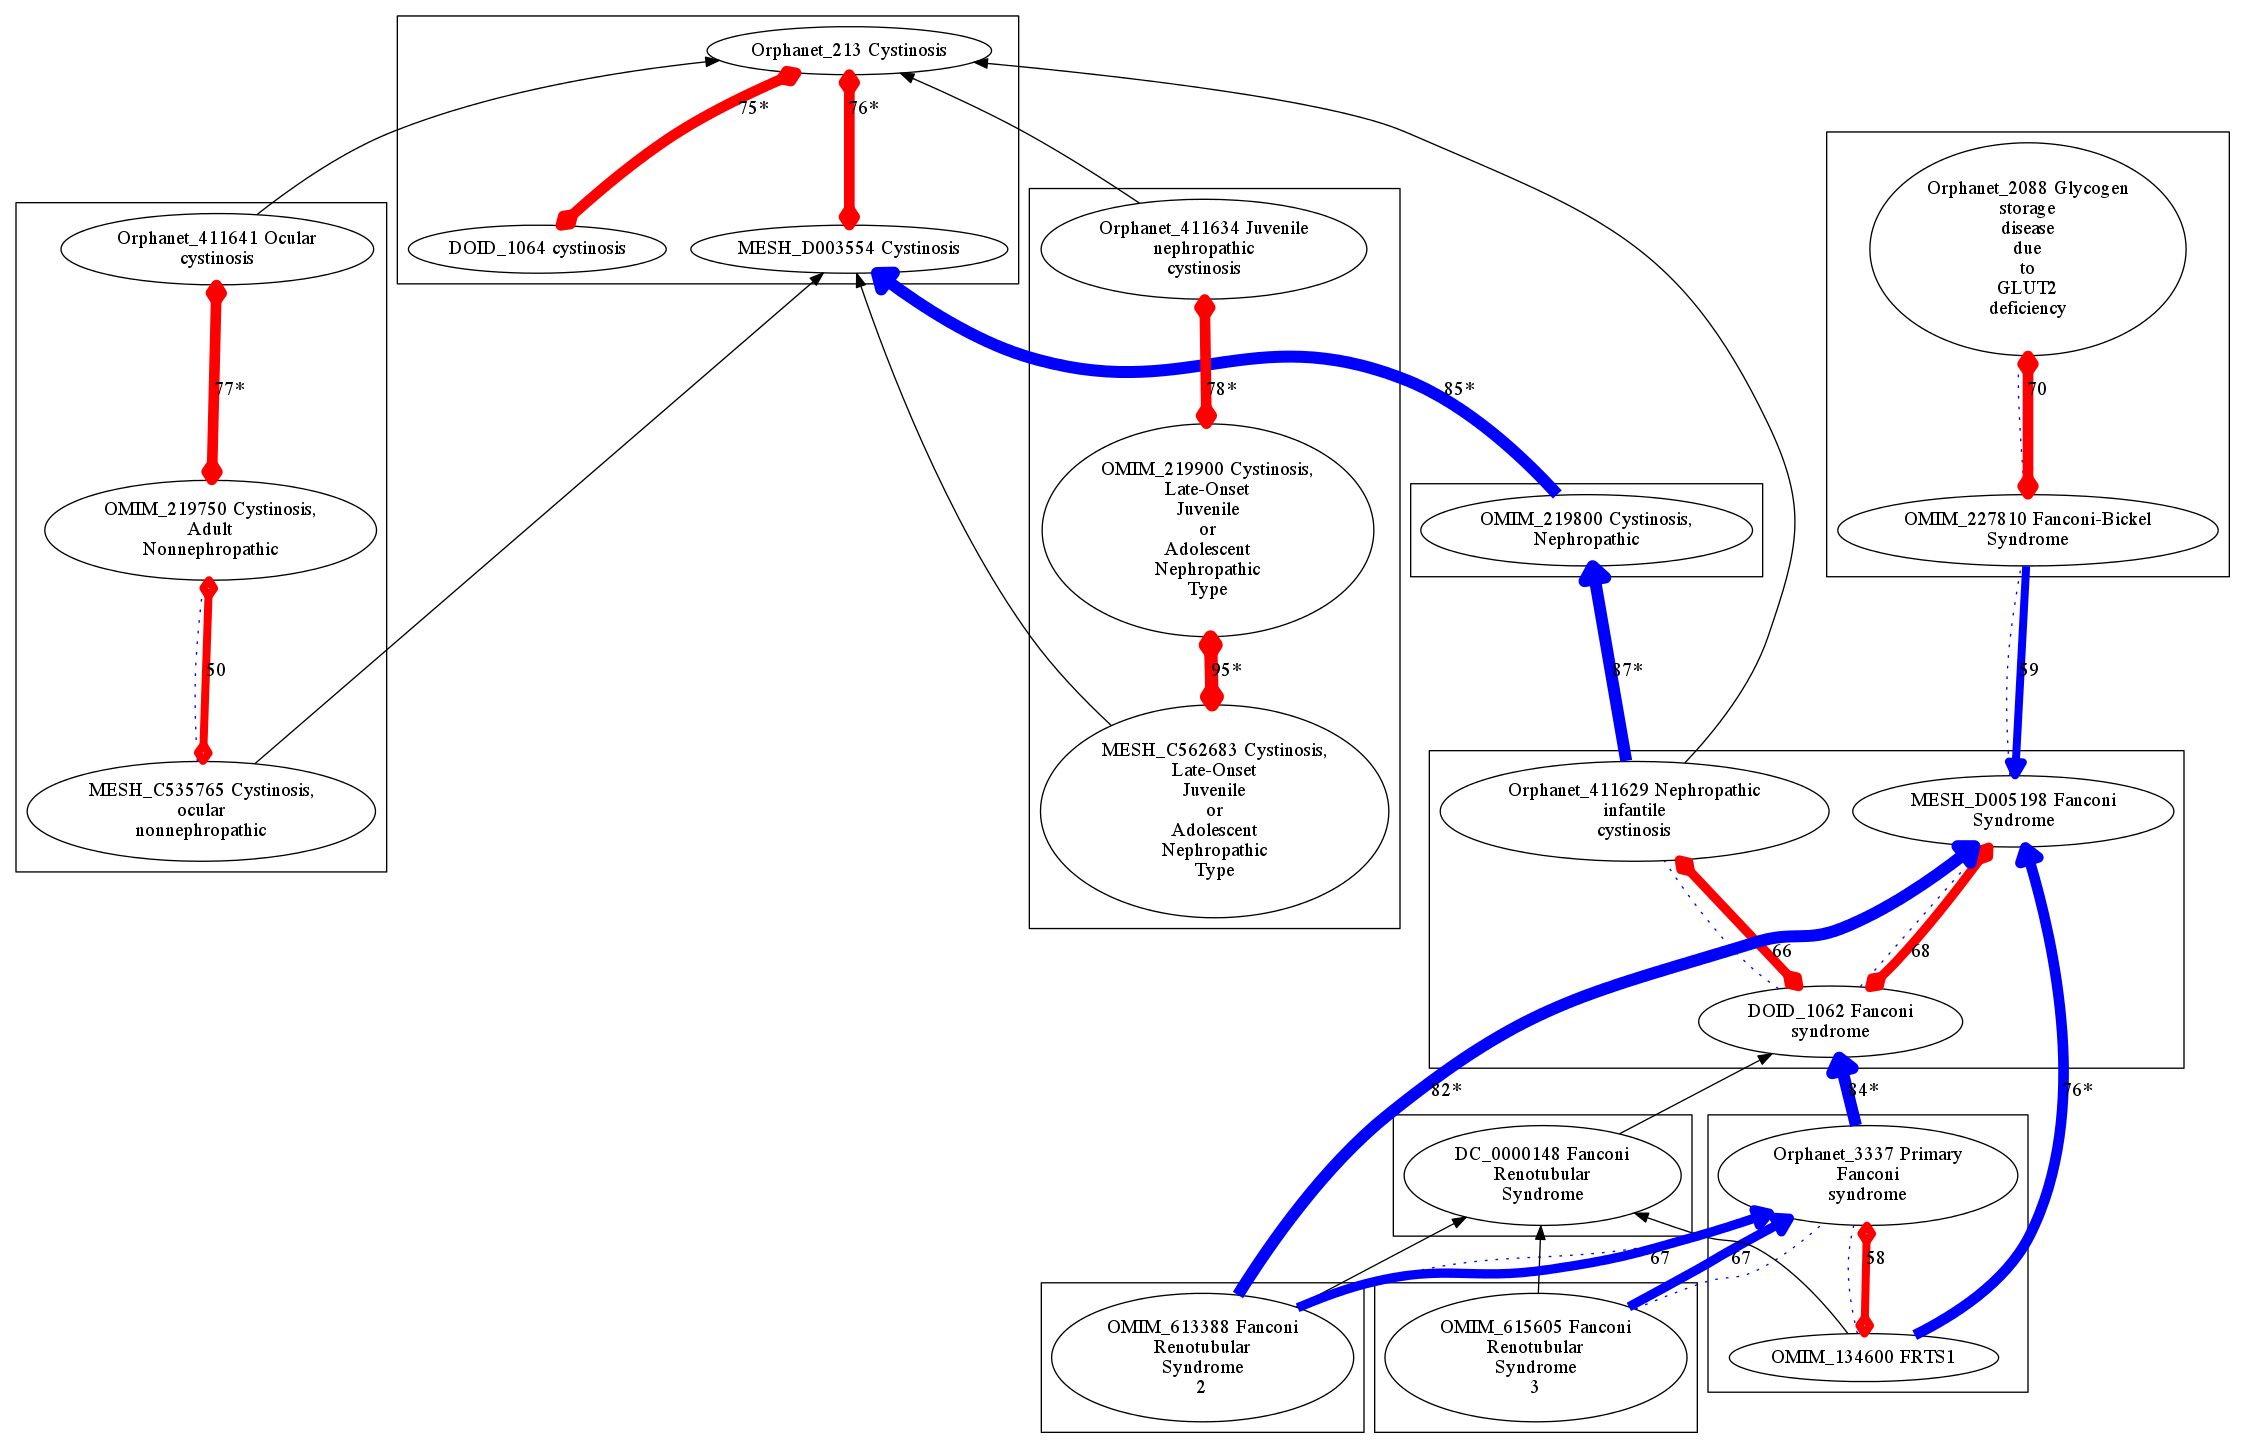 Orphanet_213 Cystinosis
75*
76*
DOID_1064 cystinosis
MESH_D003554 Cystinosis
Orphanet_411641 Ocular
cystinosis
77*
OMIM_219750 Cystinosis,
Adult
Nonnephropathic
50
MESH_C535765 Cystinosis,
ocular
nonnephropathic
Orphanet_411634 Juvenile
nephropathic
cystinosis
78*
OMIM_219900 Cystinosis,
Late-Onset
Juvenile
or
Adolescent
Nephropathic
Type
95*
MESH_C562683 Cystinosis,
Late-Onset
Juvenile
or
Adolescent
Nephropathic
Type
85*
OMIM_219800 Cystinosis,
Nephropathic
87*
Orphanet_2088 Glycogen
storage
disease
due
to
GLUT2
deficiency
70
OMIM_227810 Fanconi-Bickel
Syndrome
59
Orphanet_411629 Nephropathic
infantile
cystinosis
MESH_D005198 Fanconi
Syndrome
66
68
DOID_1062 Fanconi
syndrome
82*
84*
76*
DC_0000148 Fanconi
Renotubular
Syndrome
Orphanet_3337 Primary
Fanconi
syndrome
67
67
58
OMIM_613388 Fanconi
Renotubular
Syndrome
2
OMIM_615605 Fanconi
Renotubular
Syndrome
3
OMIM_134600 FRTS1